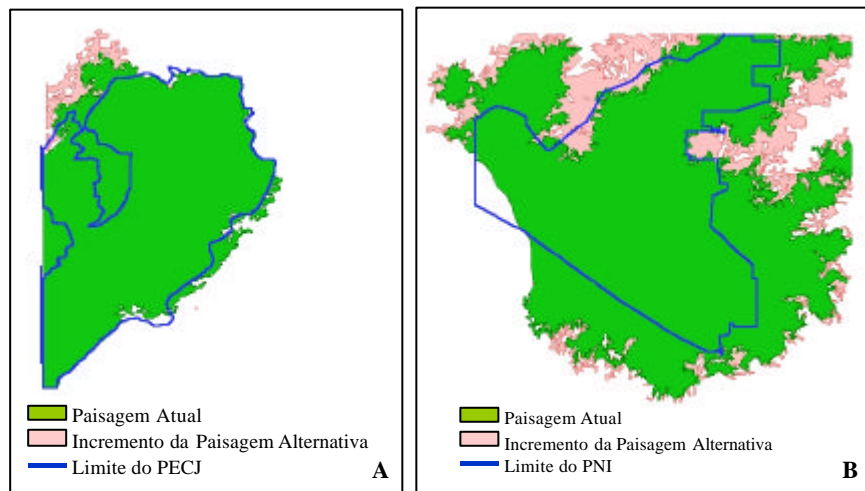 Paisagem Atual
Incremento da Paisagem Alternativa
Limite do PECJ
A
Paisagem Atual
Incremento da Paisagem Alternativa
Limite do PNI
B